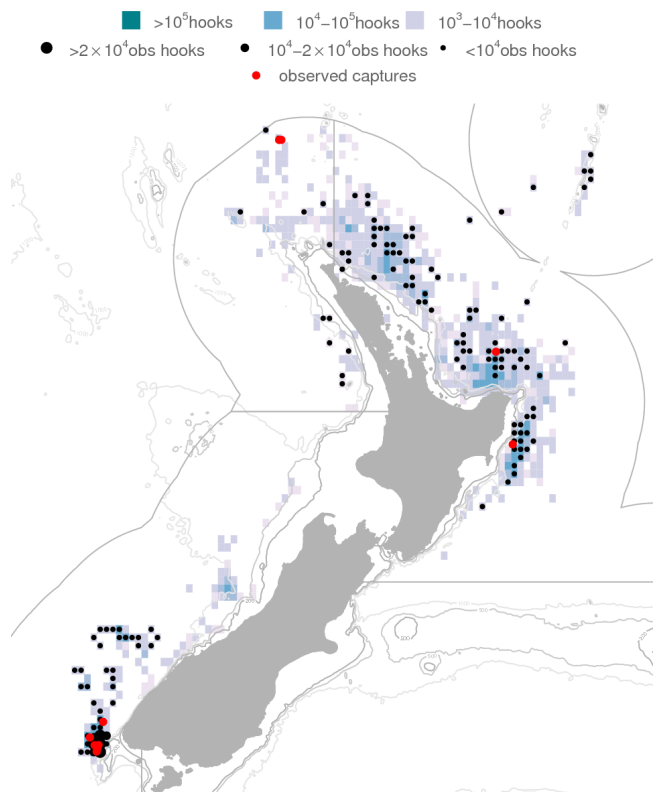 >10⁵hooks 10⁴–10⁵hooks 10³–10⁴hooks
>2×10⁴obs hooks 10⁴–2×10⁴obs hooks <10⁴obs hooks
observed captures